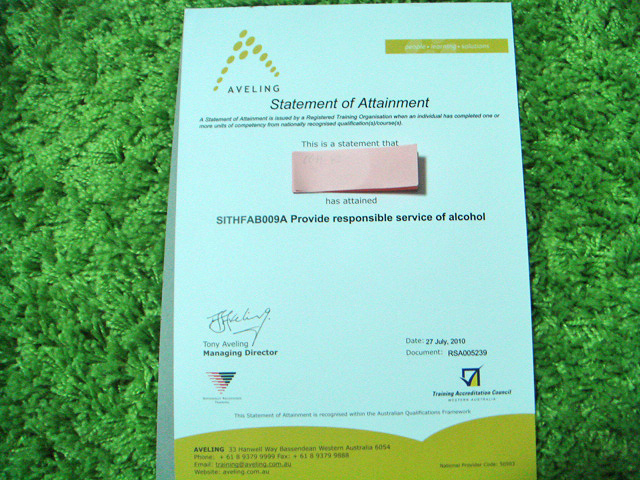 people • learning • solutions
AVELING
Statement of Attainment
A Statement of Attainment is issued by a Registered Training Organisation when an individual has completed one or
more units of competency from nationally recognised qualification(s)/course(s).
This is a statement that
has attained
SITHFAB009A Provide responsible service of alcohol
Tony Aveling
Managing Director
Date: 27 July, 2010
Document: RSA005239
NATIONALLY RECOGNISED
TRAINING
Training Accreditation Council
WESTERN AUSTRALIA
This Statement of Attainment is recognised within the Australian Qualifications Framework
AVELING 33 Hanwell Way Bassendean Western Australia 6054
Phone: + 61 8 9379 9999 Fax: + 61 8 9379 9888
Email: training@aveling.com.au
Website: aveling.com.au
National Provider Code: 50503